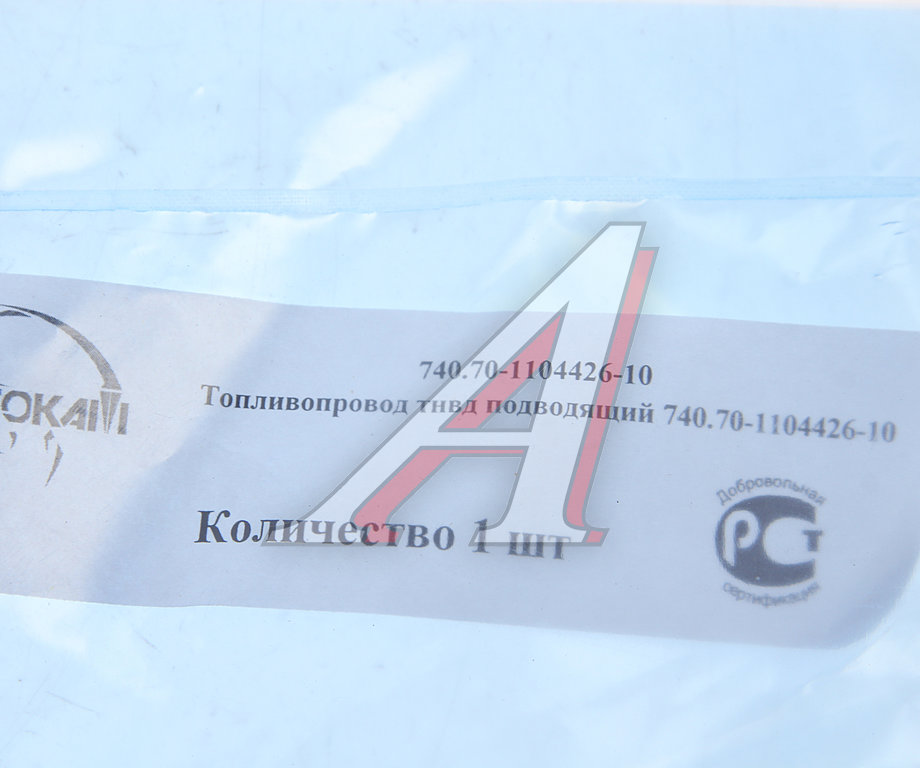 740.70-1104426-10
Топливопровод тнвд подводящий 740.70-1104426-10
Количество 1 шт
Добровольная
РСТ
сертификация